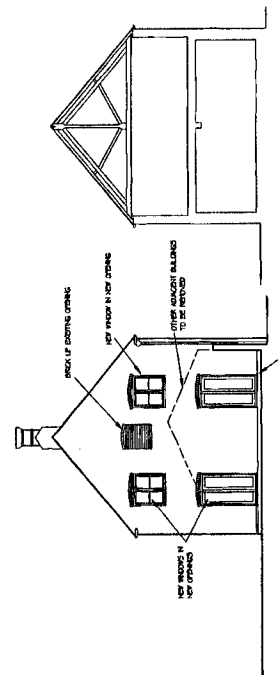 BRICK UP EXISTING OPENING
NEW WINDOW IN NEW OPENING
OTHER ADJACENT BUILDINGS
TO BE REMOVED
NEW WINDOWS IN
NEW OPENINGS